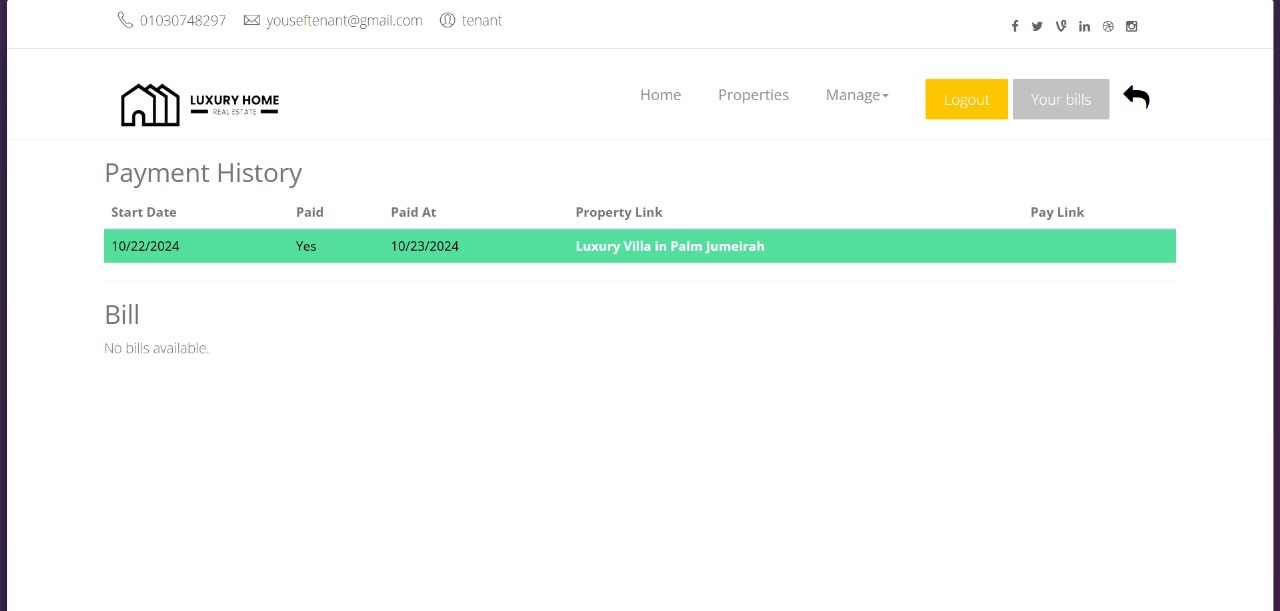 01030748297 youseftenant@gmail.com tenant
LUXURY HOME
REAL ESTATE
Home Properties Manage Logout Your bills
Payment History
Start Date Paid Paid At Property Link Pay Link
10/22/2024 Yes 10/23/2024 Luxury Villa in Palm Jumeirah
Bill
No bills available.